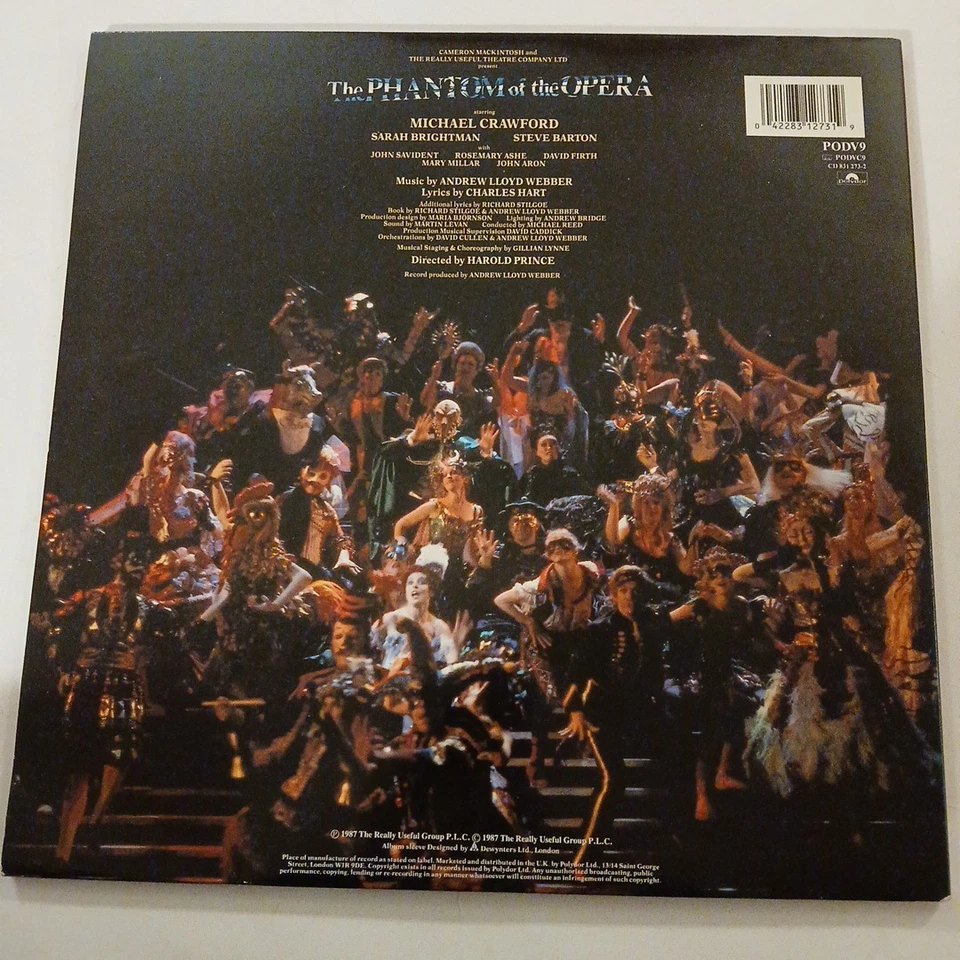 CAMERON MACKINTOSH and
THE REALLY USEFUL THEATRE COMPANY LTD
present
The PHANTOM of the OPERA
starring
MICHAEL CRAWFORD
SARAH BRIGHTMAN STEVE BARTON
with
JOHN SAVIDENT ROSEMARY ASHE DAVID FIRTH
MARY MILLAR JOHN ARON
Music by ANDREW LLOYD WEBBER
Lyrics by CHARLES HART
Additional lyrics by RICHARD STILGOE
Book by RICHARD STILGOE & ANDREW LLOYD WEBBER
Production design by MARIA BJÖRNSON Lighting by ANDREW BRIDGE
Sound by MARTIN LEVAN Conducted by MICHAEL REED
Production Musical Supervision DAVID CADDICK
Orchestrations by DAVID CULLEN & ANDREW LLOYD WEBBER
Musical Staging & Choreography by GILLIAN LYNNE
Directed by HAROLD PRINCE
Record produced by ANDREW LLOYD WEBBER
0 42283 12731 9
PODV9
PODVC9
CD 831 273-2
Polydor
Ⓟ 1987 The Really Useful Group P.L.C. © 1987 The Really Useful Group P.L.C.
Album sleeve Designed by Dewynters Ltd., London
Place of manufacture of record as stated on label. Marketed and distributed in the U.K. by Polydor Ltd., 13/14 Saint George
Street, London W1R 9DE. Copyright exists in all records issued by Polydor Ltd. Any unauthorised broadcasting, public
performance, copying, lending or re-recording in any manner whatsoever will constitute an infringement of such copyright.